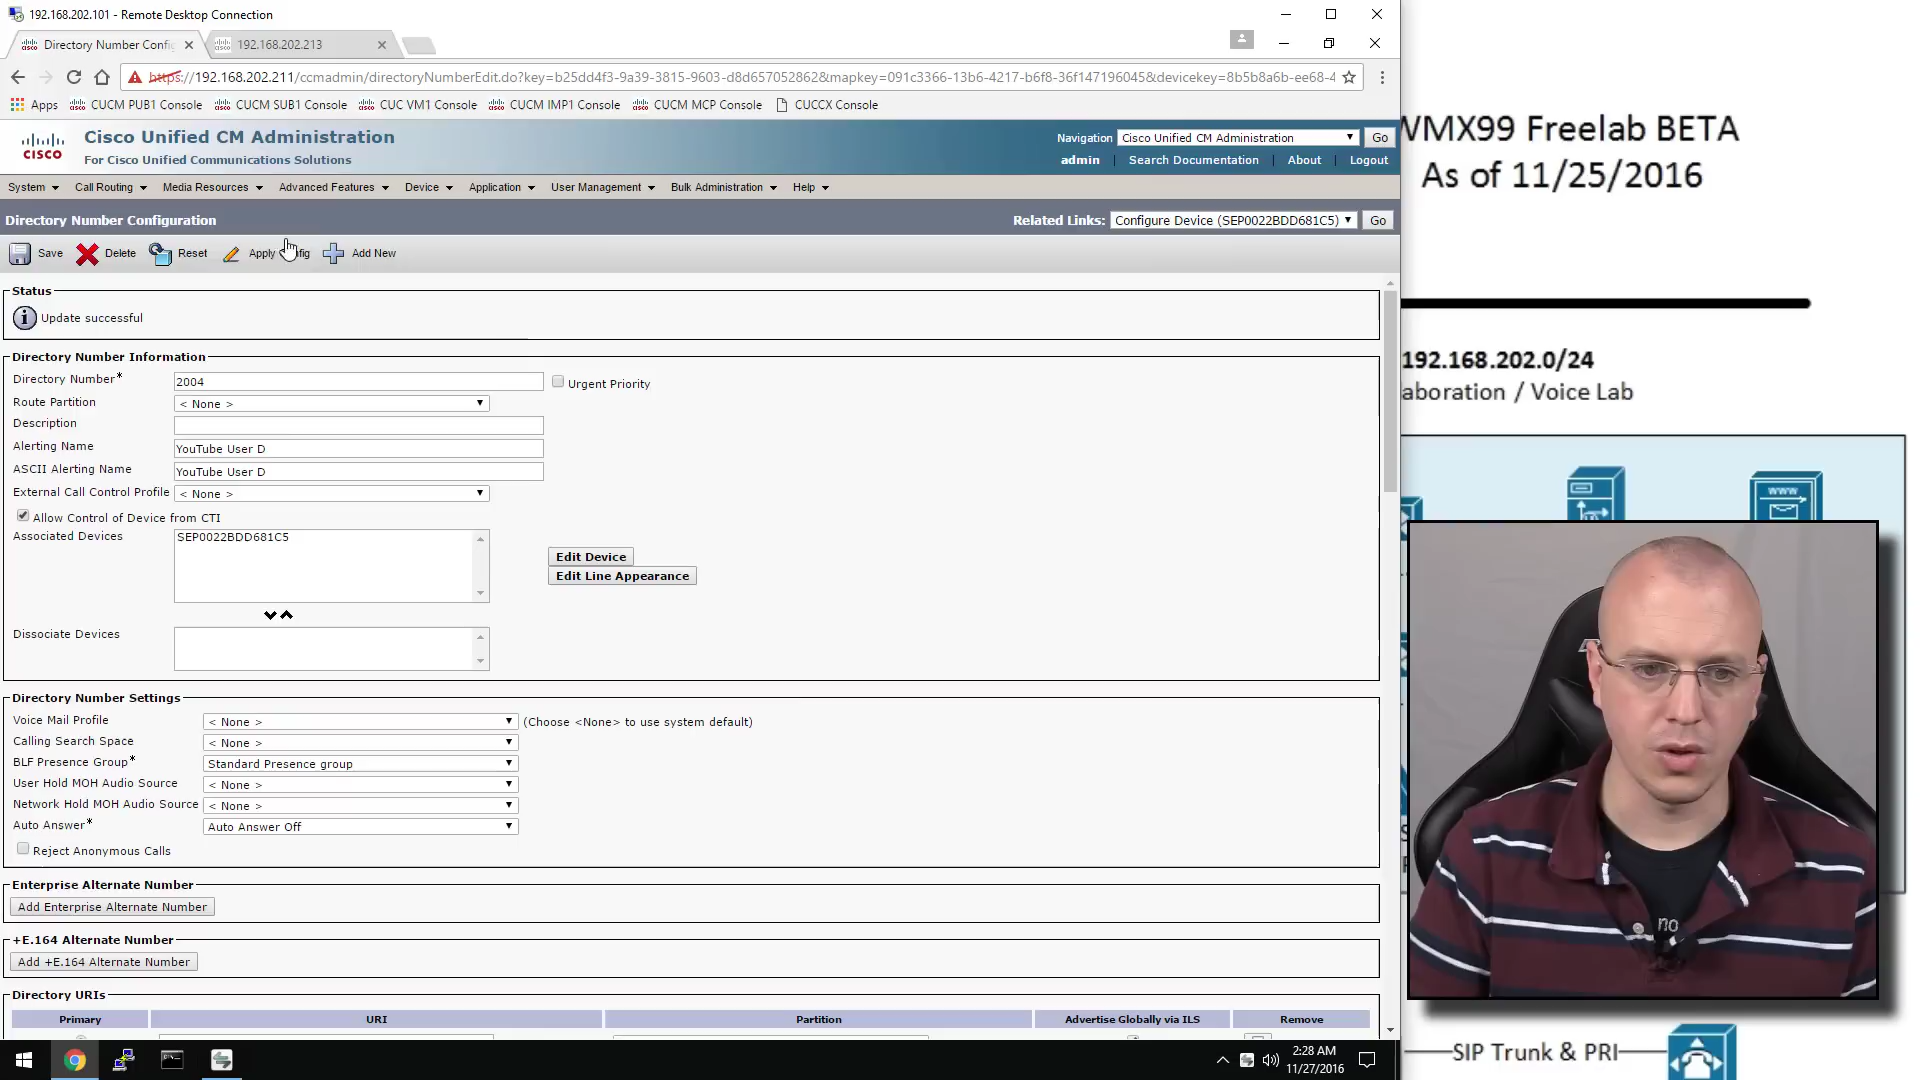 192.168.202.101 - Remote Desktop Connection
Directory Number Config
192.168.202.213
https://192.168.202.211/ccmadmin/directoryNumberEdit.do?key=b25dd4f3-9a39-3815-9603-d8d657052862&mapkey=091c3366-13b6-4217-b6f8-36f147196045&devicekey=8b5b8a6b-ee68-4
Apps
CUCM PUB1 Console
CUCM SUB1 Console
CUC VM1 Console
CUCM IMP1 Console
CUCM MCP Console
CUCCX Console
CISCO
Cisco Unified CM Administration
For Cisco Unified Communications Solutions
Navigation Cisco Unified CM Administration Go
admin Search Documentation About Logout
System Call Routing Media Resources Advanced Features Device Application User Management Bulk Administration Help
Directory Number Configuration
Related Links: Configure Device (SEP0022BDD681C5) Go
Save Delete Reset Apply Config Add New
Status
Update successful
Directory Number Information
Directory Number* 2004 Urgent Priority
Route Partition < None >
Description
Alerting Name YouTube User D
ASCII Alerting Name YouTube User D
External Call Control Profile < None >
Allow Control of Device from CTI
Associated Devices SEP0022BDD681C5
Edit Device
Edit Line Appearance
Dissociate Devices
Directory Number Settings
Voice Mail Profile < None > (Choose <None> to use system default)
Calling Search Space < None >
BLF Presence Group* Standard Presence group
User Hold MOH Audio Source < None >
Network Hold MOH Audio Source < None >
Auto Answer* Auto Answer Off
Reject Anonymous Calls
Enterprise Alternate Number
Add Enterprise Alternate Number
+E.164 Alternate Number
Add +E.164 Alternate Number
Directory URIs
Primary URI Partition Advertise Globally via ILS Remove
2:28 AM
11/27/2016
WMX99 Freelab BETA
As of 11/25/2016
192.168.202.0/24
aboration / Voice Lab
WWW
no
SIP Trunk & PRI